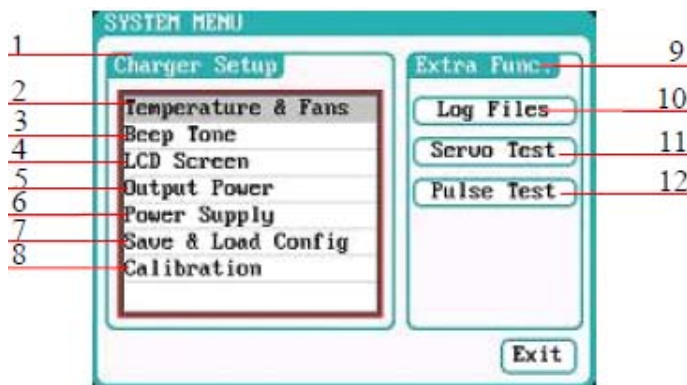 SYSTEM MENU
1
Charger Setup
2
Temperature & Fans
3
Beep Tone
4
LCD Screen
5
Output Power
6
Power Supply
7
Save & Load Config
8
Calibration
Extra Func.
9
Log Files
10
Servo Test
11
Pulse Test
12
Exit